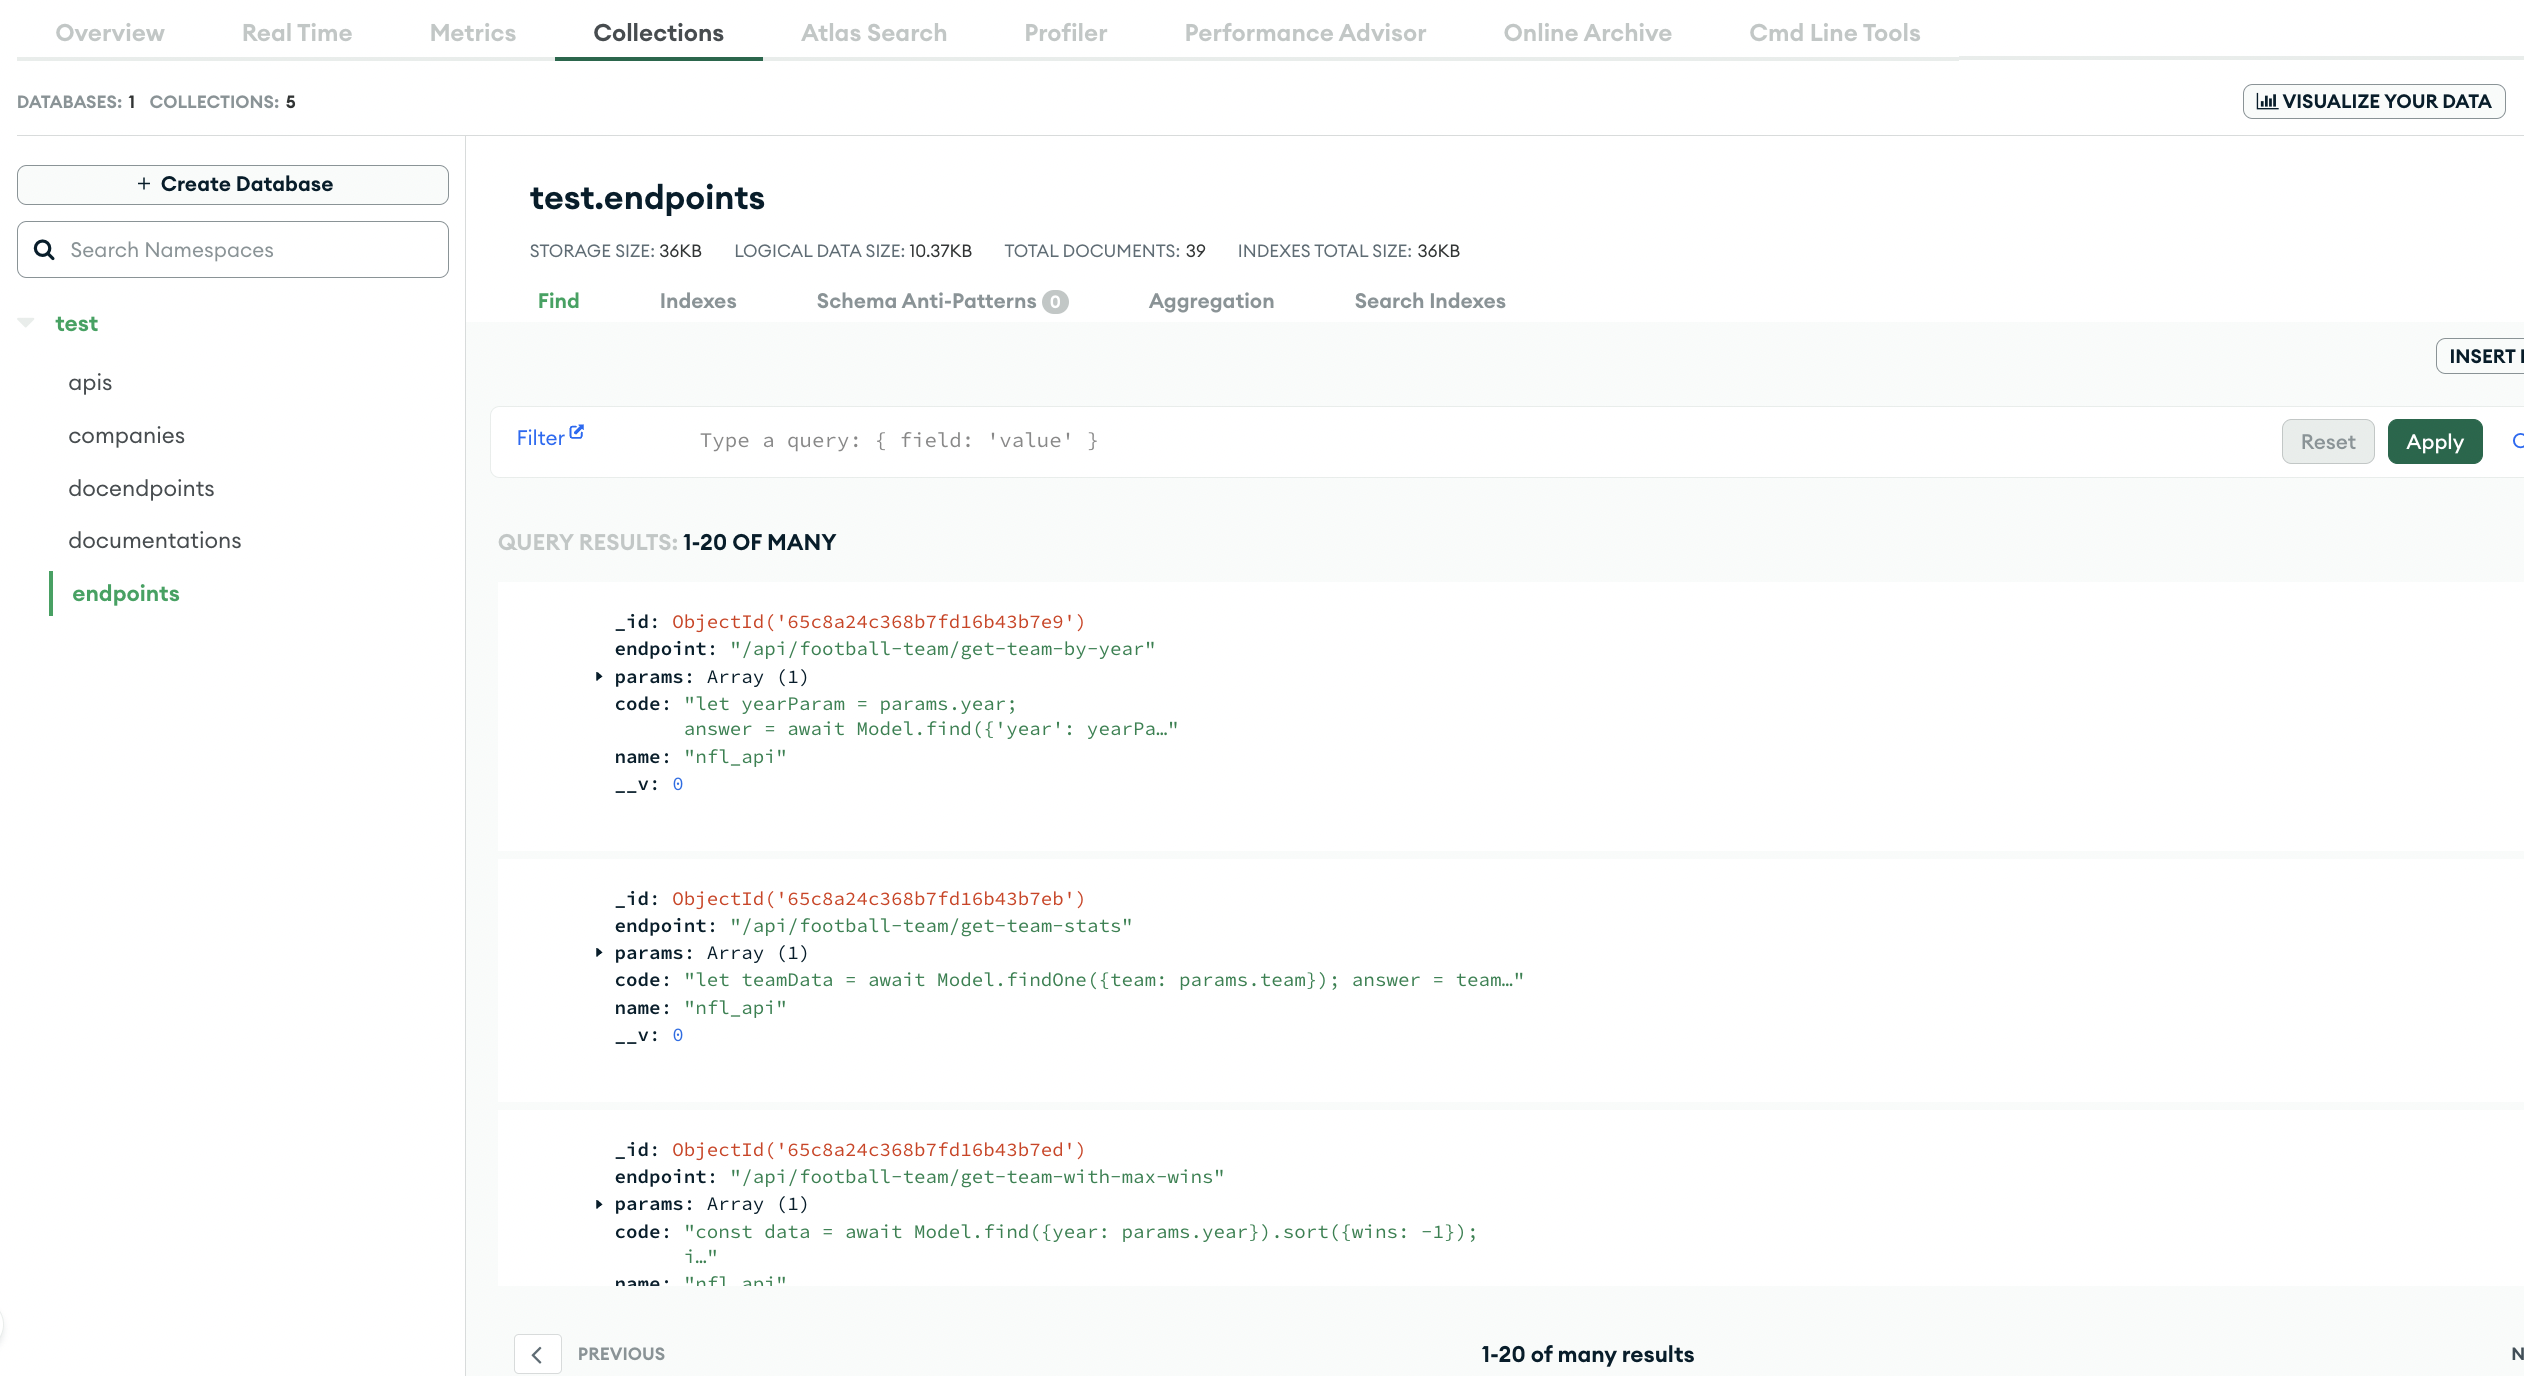 Overview Real Time Metrics Collections Atlas Search Profiler Performance Advisor Online Archive Cmd Line Tools
DATABASES: 1 COLLECTIONS: 5
VISUALIZE YOUR DATA
+ Create Database
Search Namespaces
test
apis
companies
docendpoints
documentations
endpoints
test.endpoints
STORAGE SIZE: 36KB LOGICAL DATA SIZE: 10.37KB TOTAL DOCUMENTS: 39 INDEXES TOTAL SIZE: 36KB
Find Indexes Schema Anti-Patterns 0 Aggregation Search Indexes
INSERT
Filter Type a query: { field: 'value' } Reset Apply
QUERY RESULTS: 1-20 OF MANY
_id: ObjectId('65c8a24c368b7fd16b43b7e9')
endpoint: "/api/football-team/get-team-by-year"
params: Array (1)
code: "let yearParam = params.year;
answer = await Model.find({'year': yearPa…"
name: "nfl_api"
__v: 0
_id: ObjectId('65c8a24c368b7fd16b43b7eb')
endpoint: "/api/football-team/get-team-stats"
params: Array (1)
code: "let teamData = await Model.findOne({team: params.team}); answer = team…"
name: "nfl_api"
__v: 0
_id: ObjectId('65c8a24c368b7fd16b43b7ed')
endpoint: "/api/football-team/get-team-with-max-wins"
params: Array (1)
code: "const data = await Model.find({year: params.year}).sort({wins: -1});
i…"
name: "nfl_api"
PREVIOUS 1-20 of many results